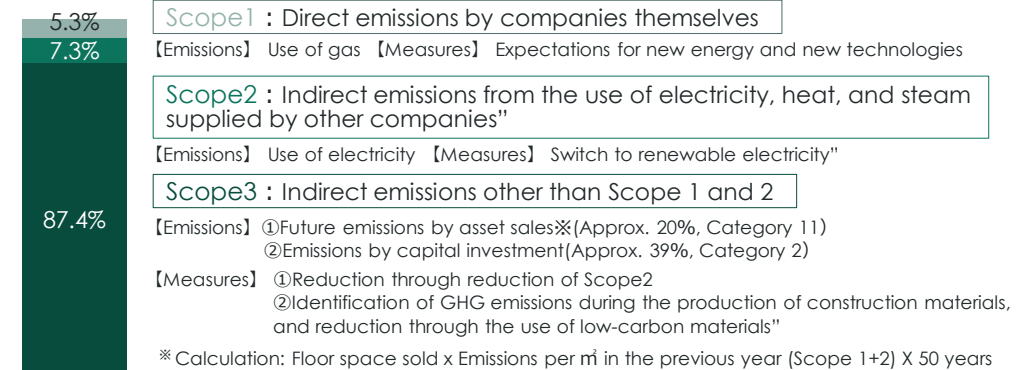 5.3%
Scope1：Direct emissions by companies themselves
7.3%
【Emissions】 Use of gas 【Measures】 Expectations for new energy and new technologies
Scope2：Indirect emissions from the use of electricity, heat, and steam
supplied by other companies”
【Emissions】 Use of electricity 【Measures】 Switch to renewable electricity”
Scope3：Indirect emissions other than Scope 1 and 2
87.4%
【Emissions】 ①Future emissions by asset sales※(Approx. 20%, Category 11)
②Emissions by capital investment(Approx. 39%, Category 2)
【Measures】 ①Reduction through reduction of Scope2
②Identification of GHG emissions during the production of construction materials,
and reduction through the use of low-carbon materials”
※Calculation: Floor space sold x Emissions per ㎡ in the previous year (Scope 1+2) X 50 years